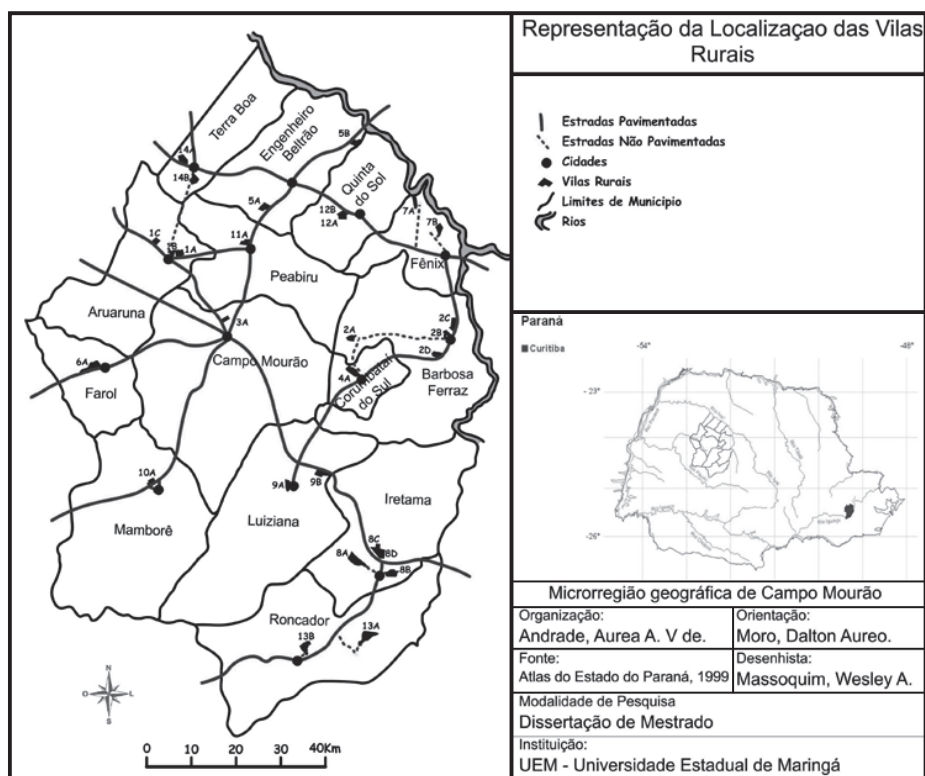 Representação da Localizaçao das Vilas
Rurais
Estradas Pavimentadas
Estradas Não Pavimentadas
Cidades
Vilas Rurais
Limites de Município
Rios
Terra Boa
Engenheiro
Beltrão
5B
14A
14B
Quinta
do Sol
5A
12B
12A
7A
7B
1C
1B
1A
11A
Fênix
Peabiru
Aruaruna
3A
2C
2A
2B
2D
Campo Mourão
6A
4A
Corumbataí
do Sul
Barbosa
Ferraz
Farol
10A
9A
9B
Iretama
Mamborê
Luiziana
8C
8A
8D
8B
Roncador
13A
13B
N
O
L
S
0 10 20 30 40Km
Paraná
Curitiba
-54°
-48°
-23°
-26°
Microrregião geográfica de Campo Mourão
Organização:
Andrade, Aurea A. V de.
Orientação:
Moro, Dalton Aureo.
Fonte:
Atlas do Estado do Paraná, 1999
Desenhista:
Massoquim, Wesley A.
Modalidade de Pesquisa
Dissertação de Mestrado
Instituição:
UEM - Universidade Estadual de Maringá